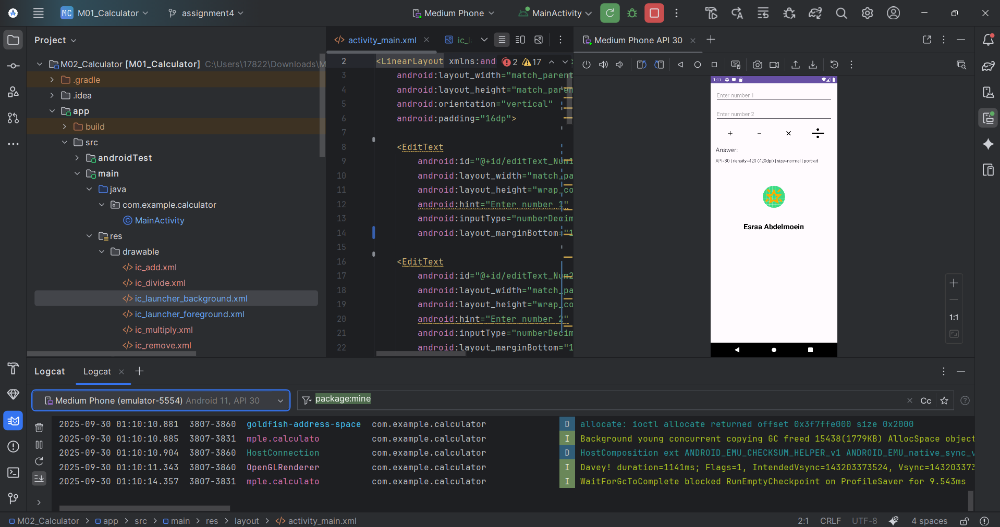 MC M01_Calculator
assignment4
Medium Phone
MainActivity
Project
M02_Calculator [M01_Calculator] C:\Users\17822\Downloads\M
.gradle
.idea
app
build
src
androidTest
main
java
com.example.calculator
MainActivity
res
drawable
ic_add.xml
ic_divide.xml
ic_launcher_background.xml
ic_launcher_foreground.xml
ic_multiply.xml
ic_remove.xml
activity_main.xml
2 <LinearLayout xmlns:and
2 17
3 android:layout_width="match_parent
4 android:layout_height="match_paren
5 android:orientation="vertical"
6 android:padding="16dp">
7
8 <EditText
9 android:id="@+id/editText_Num1
10 android:layout_width="match_pa
11 android:layout_height="wrap_co
12 android:hint="Enter number 1"
13 android:inputType="numberDecim
14 android:layout_marginBottom="1
15
16 <EditText
17 android:id="@+id/editText_Num2
18 android:layout_width="match_pa
19 android:layout_height="wrap_co
20 android:hint="Enter number 2"
21 android:inputType="numberDecim
22 android:layout_marginBottom="1
Medium Phone API 30
1:11
Enter number 1
Enter number 2
+ - × ÷
Answer:
API=30 | density=420 (420dpi) | size=normal | portrait
Esraa Abdelmoein
1:1
Logcat Logcat
Medium Phone (emulator-5554) Android 11, API 30
package:mine
Cc
2025-09-30 01:10:10.881 3807-3860 goldfish-address-space com.example.calculator D allocate: ioctl allocate returned offset 0x3f7ffe000 size 0x2000
2025-09-30 01:10:10.885 3807-3831 mple.calculato com.example.calculator I Background young concurrent copying GC freed 15438(1779KB) AllocSpace object
2025-09-30 01:10:10.904 3807-3860 HostConnection com.example.calculator D HostComposition ext ANDROID_EMU_CHECKSUM_HELPER_v1 ANDROID_EMU_native_sync_v
2025-09-30 01:10:11.343 3807-3860 OpenGLRenderer com.example.calculator I Davey! duration=1141ms; Flags=1, IntendedVsync=143203373524, Vsync=143203373
2025-09-30 01:10:14.357 3807-3831 mple.calculato com.example.calculator I WaitForGcToComplete blocked RunEmptyCheckpoint on ProfileSaver for 9.543ms
M02_Calculator > app > src > main > res > layout > activity_main.xml
2:1 CRLF UTF-8 4 spaces